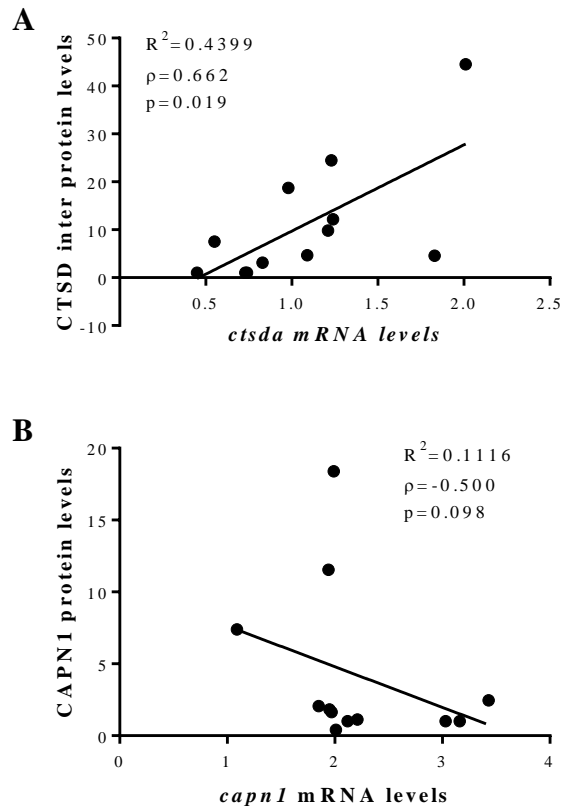 A
R²=0.4399
ρ=0.662
p=0.019
CTSD inter protein levels
50
40
30
20
10
0
-10
0.5 1.0 1.5 2.0 2.5
ctsda mRNA levels
B
R²=0.1116
ρ=-0.500
p=0.098
CAPN1 protein levels
20
15
10
5
0
0 1 2 3 4
capn1 mRNA levels